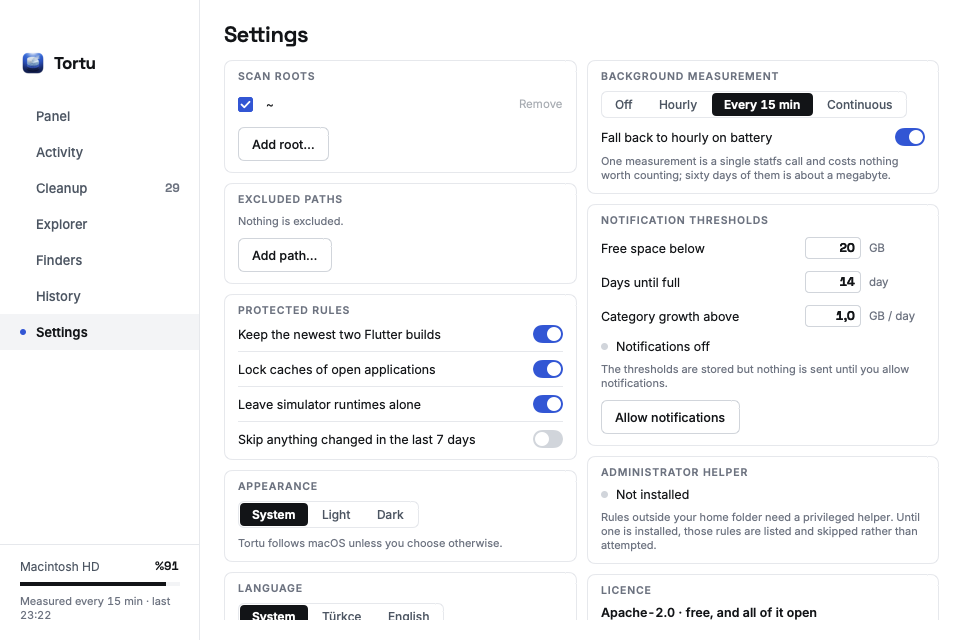 Tortu
Panel
Activity
Cleanup 29
Explorer
Finders
History
Settings
Macintosh HD %91
Measured every 15 min · last
23:22
Settings
SCAN ROOTS
~ Remove
Add root...
EXCLUDED PATHS
Nothing is excluded.
Add path...
PROTECTED RULES
Keep the newest two Flutter builds
Lock caches of open applications
Leave simulator runtimes alone
Skip anything changed in the last 7 days
APPEARANCE
System Light Dark
Tortu follows macOS unless you choose otherwise.
LANGUAGE
System Türkçe English
BACKGROUND MEASUREMENT
Off Hourly Every 15 min Continuous
Fall back to hourly on battery
One measurement is a single statfs call and costs nothing
worth counting; sixty days of them is about a megabyte.
NOTIFICATION THRESHOLDS
Free space below 20 GB
Days until full 14 day
Category growth above 1,0 GB / day
Notifications off
The thresholds are stored but nothing is sent until you allow
notifications.
Allow notifications
ADMINISTRATOR HELPER
Not installed
Rules outside your home folder need a privileged helper. Until
one is installed, those rules are listed and skipped rather than
attempted.
LICENCE
Apache-2.0 · free, and all of it open